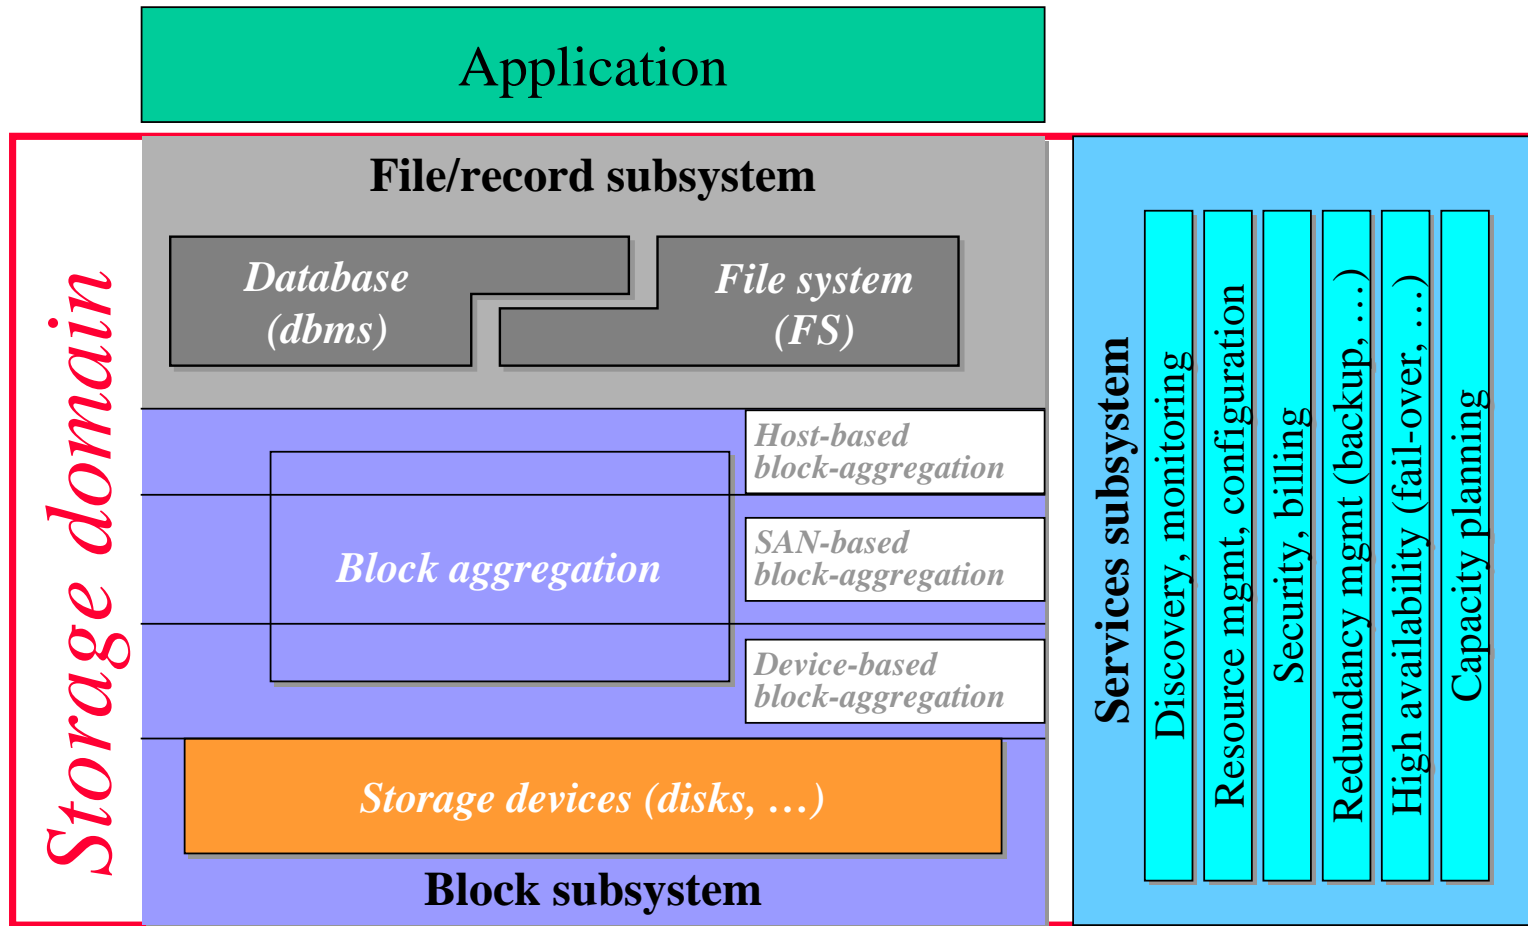 Application
Storage domain
File/record subsystem
Database
(dbms)
File system
(FS)
Host-based
block-aggregation
Block aggregation
SAN-based
block-aggregation
Device-based
block-aggregation
Storage devices (disks, …)
Block subsystem
Services subsystem
Discovery, monitoring
Resource mgmt, configuration
Security, billing
Redundancy mgmt (backup, …)
High availability (fail-over, …)
Capacity planning